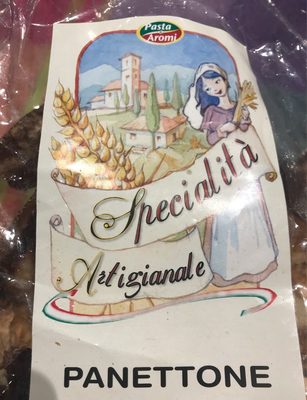 Pasta
Aromi
Specialità
Artigianale
PANETTONE